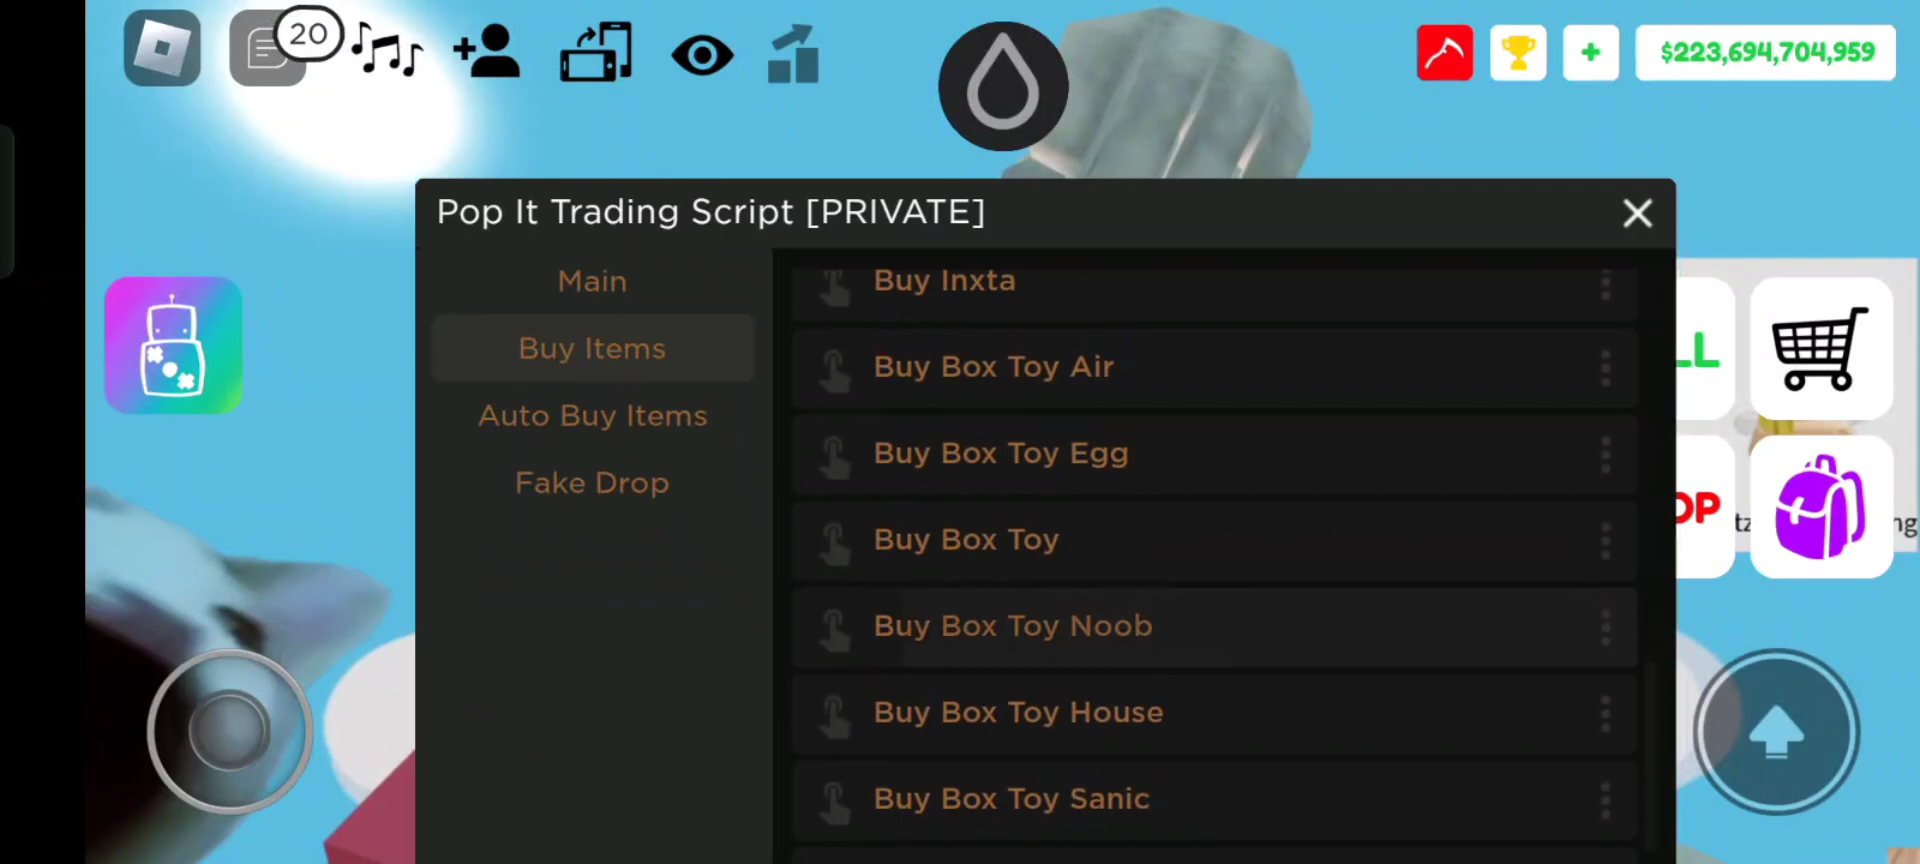 20
$223,694,704,959
Pop It Trading Script [PRIVATE]
Main
Buy Items
Auto Buy Items
Fake Drop
Buy Inxta
Buy Box Toy Air
Buy Box Toy Egg
Buy Box Toy
Buy Box Toy Noob
Buy Box Toy House
Buy Box Toy Sanic